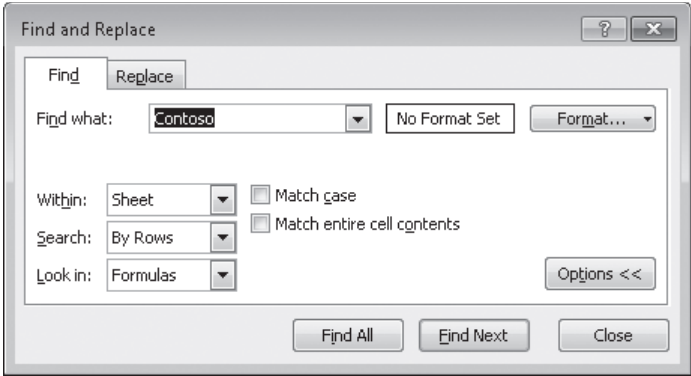 Find and Replace
Find Replace
Find what: Contoso No Format Set Format...
Within: Sheet Match case
Match entire cell contents
Search: By Rows
Look in: Formulas Options <<
Find All Find Next Close